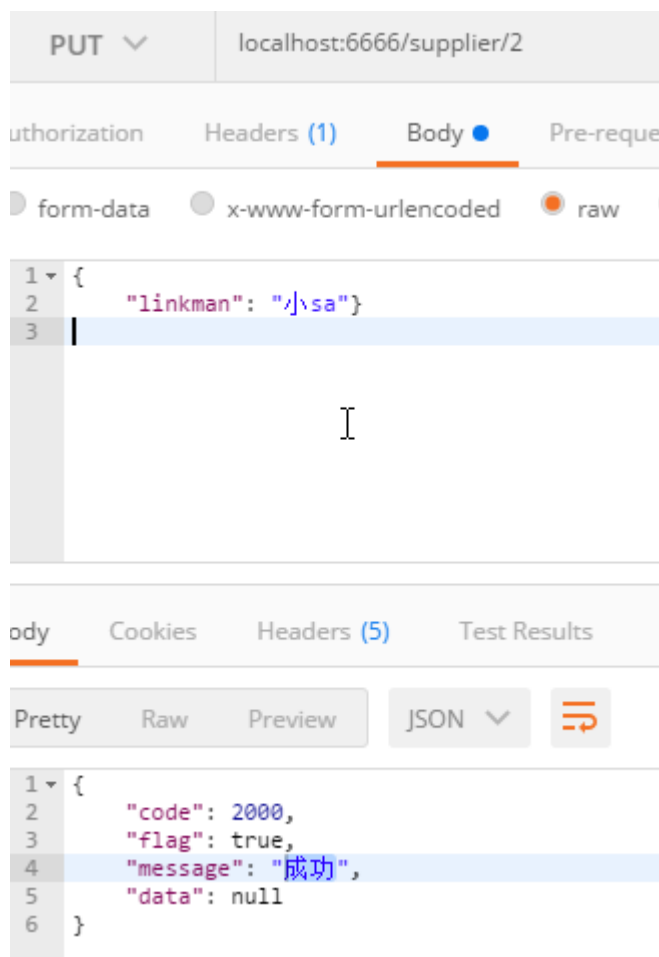 PUT localhost:6666/supplier/2
uthorization Headers (1) Body Pre-reque
form-data x-www-form-urlencoded raw
1 {
2 "linkman": "小sa"}
3
ody Cookies Headers (5) Test Results
Pretty Raw Preview JSON
1 {
2 "code": 2000,
3 "flag": true,
4 "message": "成功",
5 "data": null
6 }